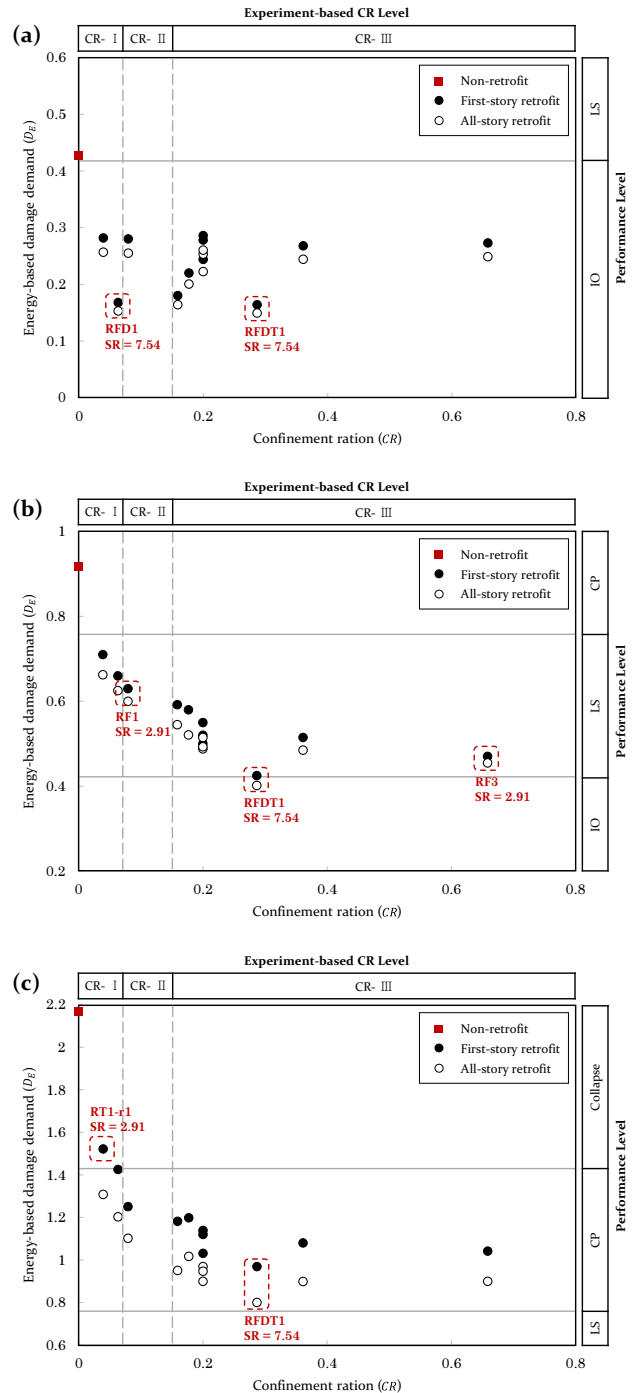 (a)
Experiment-based CR Level
CR- Ⅰ CR- Ⅱ CR- Ⅲ
Energy-based damage demand (D_E)
0.6
0.5
0.4
0.3
0.2
0.1
0
Non-retrofit
First-story retrofit
All-story retrofit
RFD1
SR = 7.54
RFDT1
SR = 7.54
LS
IO
Performance Level
0 0.2 0.4 0.6 0.8
Confinement ration (CR)
(b)
Experiment-based CR Level
CR- Ⅰ CR- Ⅱ CR- Ⅲ
Energy-based damage demand (D_E)
1
0.8
0.6
0.4
0.2
Non-retrofit
First-story retrofit
All-story retrofit
RF1
SR = 2.91
RFDT1
SR = 7.54
RF3
SR = 2.91
CP
LS
IO
Performance Level
0 0.2 0.4 0.6 0.8
Confinement ration (CR)
(c)
Experiment-based CR Level
CR- Ⅰ CR- Ⅱ CR- Ⅲ
Energy-based damage demand (D_E)
2.2
2
1.8
1.6
1.4
1.2
1
0.8
0.6
Non-retrofit
First-story retrofit
All-story retrofit
RT1-r1
SR = 2.91
RFDT1
SR = 7.54
Collapse
CP
LS
Performance Level
0 0.2 0.4 0.6 0.8
Confinement ration (CR)